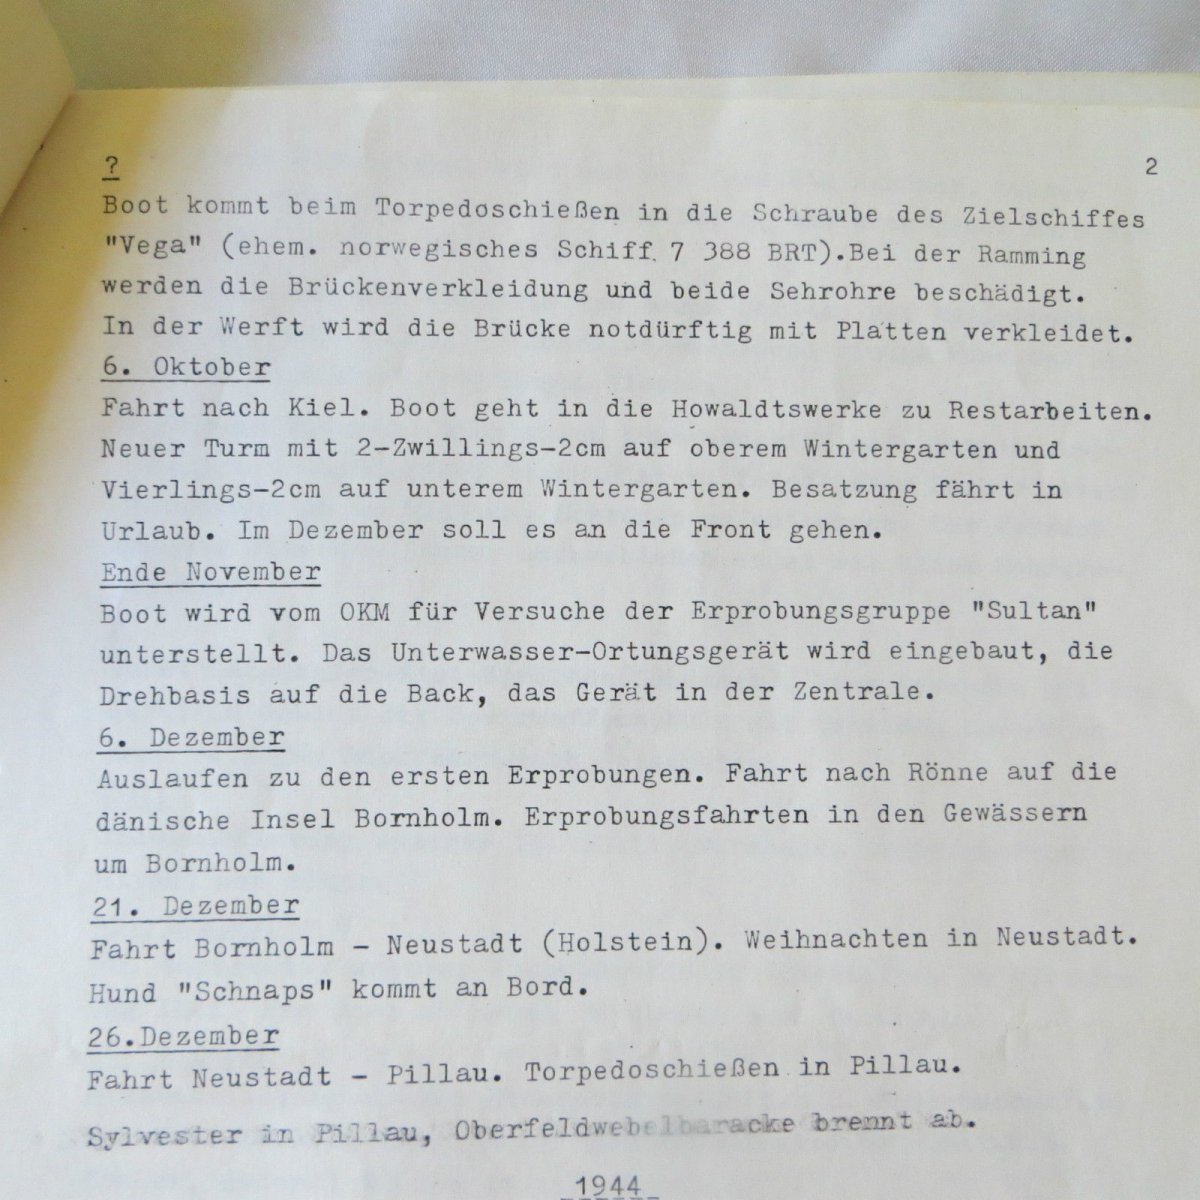 ?
2
Boot kommt beim Torpedoschießen in die Schraube des Zielschiffes
"Vega" (ehem. norwegisches Schiff 7 388 BRT).Bei der Ramming
werden die Brückenverkleidung und beide Sehrohre beschädigt.
In der Werft wird die Brücke notdürftig mit Platten verkleidet.
6. Oktober
Fahrt nach Kiel. Boot geht in die Howaldtswerke zu Restarbeiten.
Neuer Turm mit 2-Zwillings-2cm auf oberem Wintergarten und
Vierlings-2cm auf unterem Wintergarten. Besatzung fährt in
Urlaub. Im Dezember soll es an die Front gehen.
Ende November
Boot wird vom OKM für Versuche der Erprobungsgruppe "Sultan"
unterstellt. Das Unterwasser-Ortungsgerät wird eingebaut, die
Drehbasis auf die Back, das Gerät in der Zentrale.
6. Dezember
Auslaufen zu den ersten Erprobungen. Fahrt nach Rönne auf die
dänische Insel Bornholm. Erprobungsfahrten in den Gewässern
um Bornholm.
21. Dezember
Fahrt Bornholm - Neustadt (Holstein). Weihnachten in Neustadt.
Hund "Schnaps" kommt an Bord.
26.Dezember
Fahrt Neustadt - Pillau. Torpedoschießen in Pillau.
Sylvester in Pillau, Oberfeldwebelbaracke brennt ab.
1944